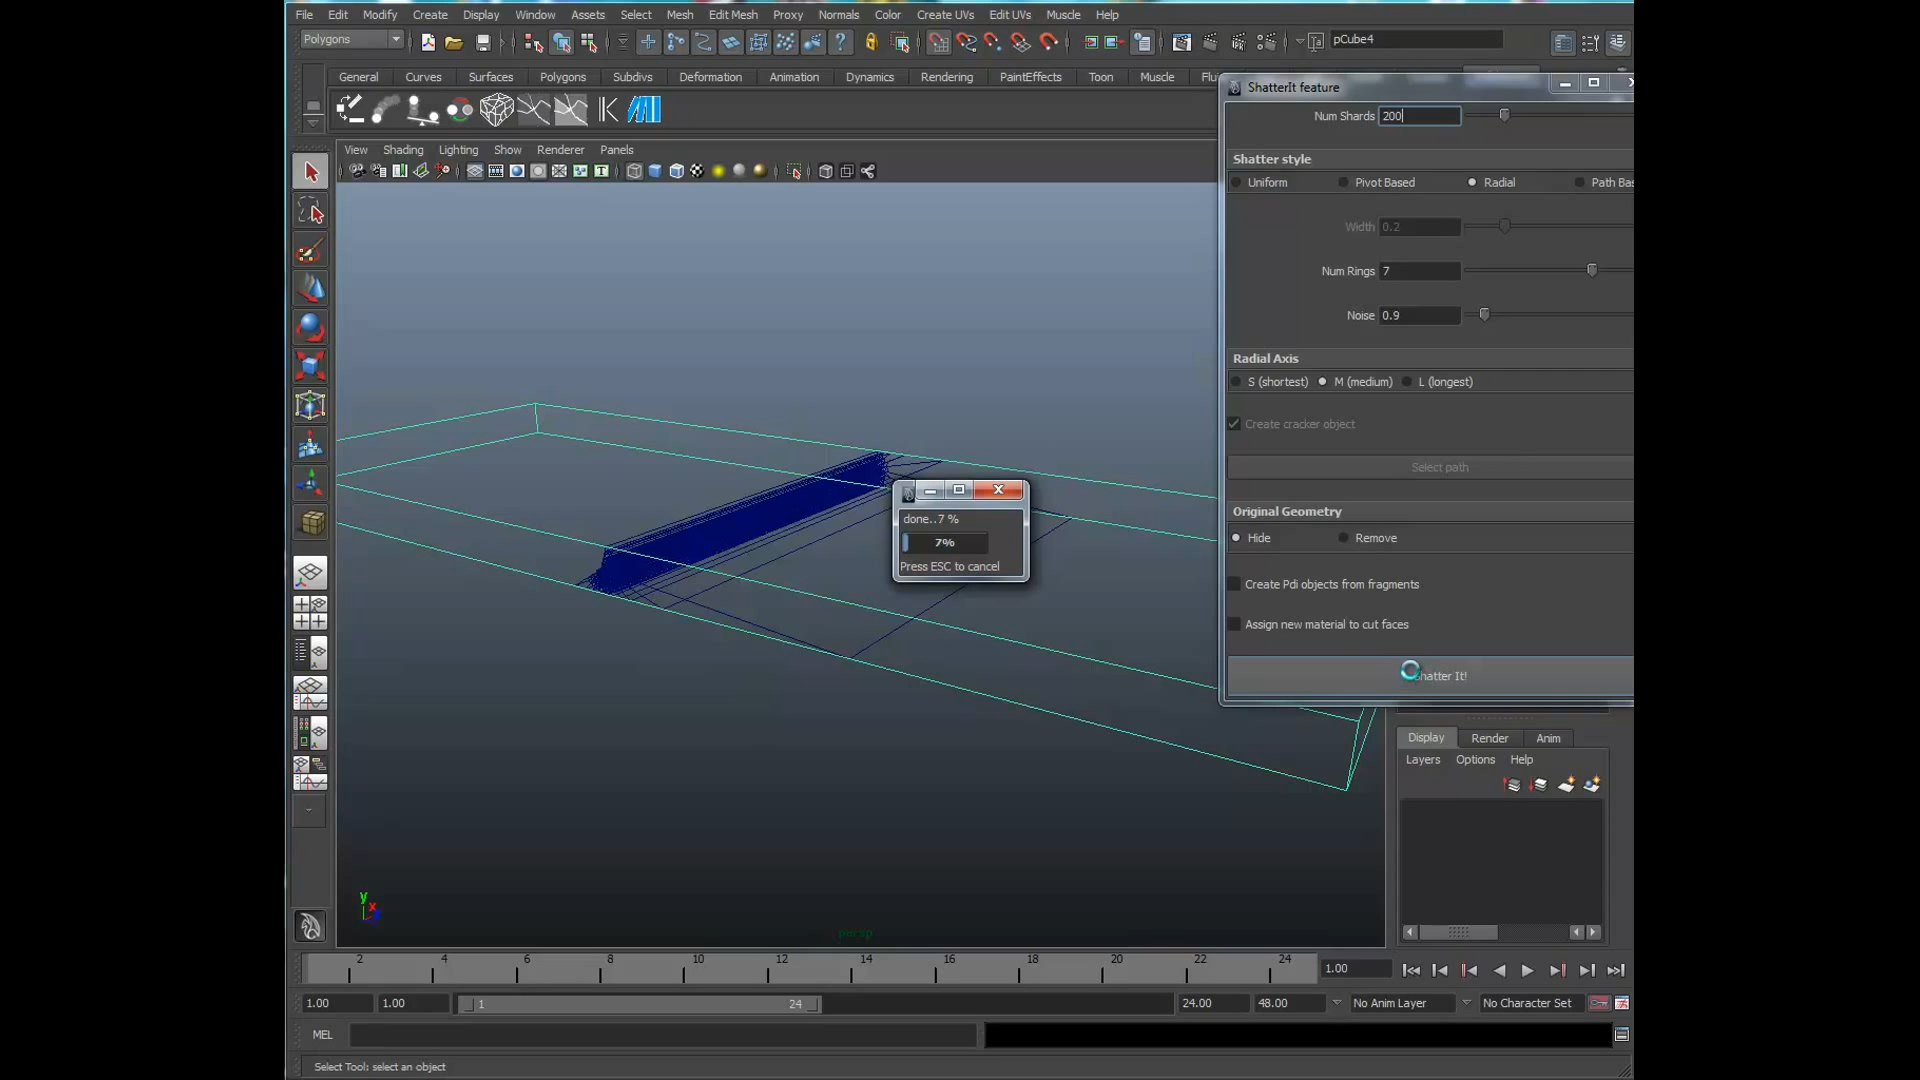 File Edit Modify Create Display Window Assets Select Mesh Edit Mesh Proxy Normals Color Create UVs Edit UVs Muscle Help
Polygons
pCube4
General Curves Surfaces Polygons Subdivs Deformation Animation Dynamics Rendering PaintEffects Toon Muscle Flu
ShatterIt feature
Num Shards 200
View Shading Lighting Show Renderer Panels
Shatter style
Uniform Pivot Based Radial Path Bas
Width 0.2
Num Rings 7
Noise 0.9
Radial Axis
S (shortest) M (medium) L (longest)
Create cracker object
Select path
Original Geometry
Hide Remove
Create Pdi objects from fragments
Assign new material to cut faces
hatter It!
done..7 %
7%
Press ESC to cancel
Display Render Anim
Layers Options Help
y
x
z
persp
2 4 6 8 10 12 14 16 18 20 22 24
1.00
1.00 1.00 1 24 24.00 48.00 No Anim Layer No Character Set
MEL
Select Tool: select an object